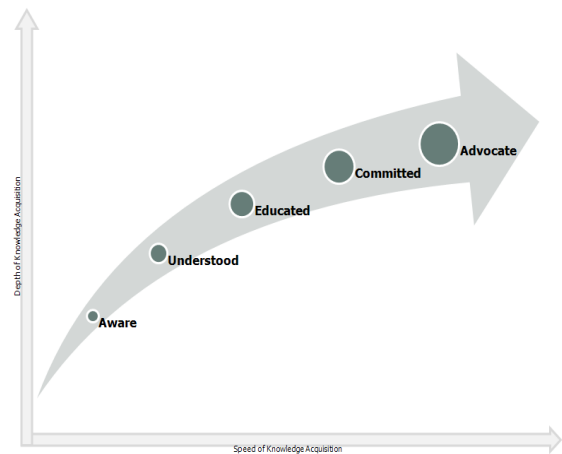 Advocate
Committed
Educated
Understood
Aware
Depth of Knowledge Acquisition
Speed of Knowledge Acquisition